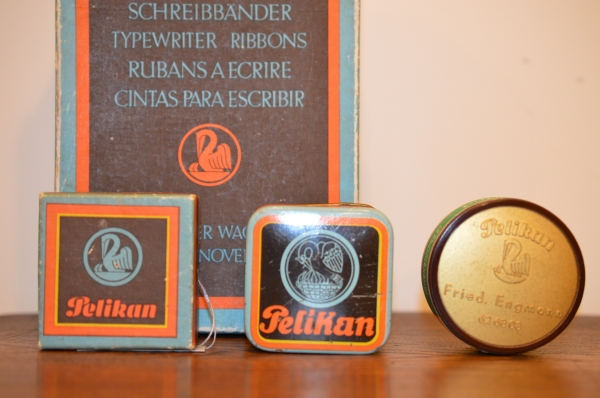 SCHREIBBÄNDER
TYPEWRITER RIBBONS
RUBANS A ECRIRE
CINTAS PARA ESCRIBIR
Pelikan
Pelikan
Pelikan
Fried. Engmann